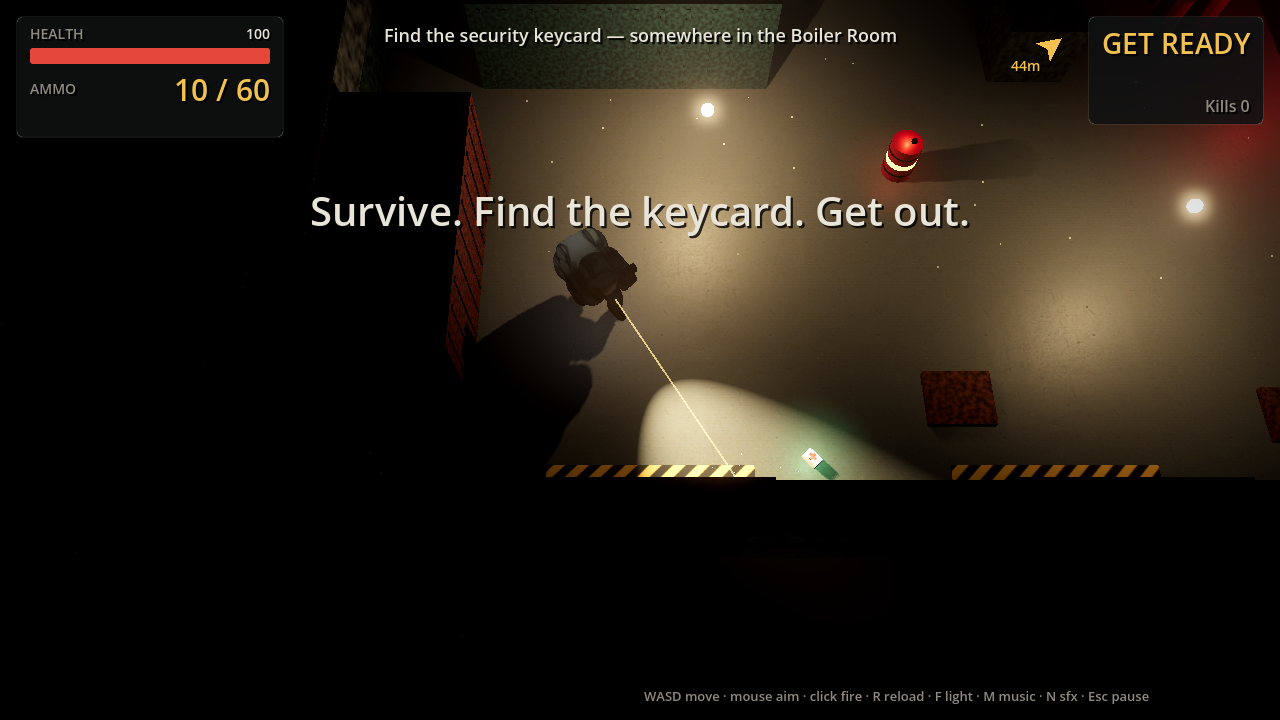 HEALTH 100
AMMO 10 / 60
Find the security keycard — somewhere in the Boiler Room
44m
GET READY
Kills 0
Survive. Find the keycard. Get out.
WASD move · mouse aim · click fire · R reload · F light · M music · N sfx · Esc pause